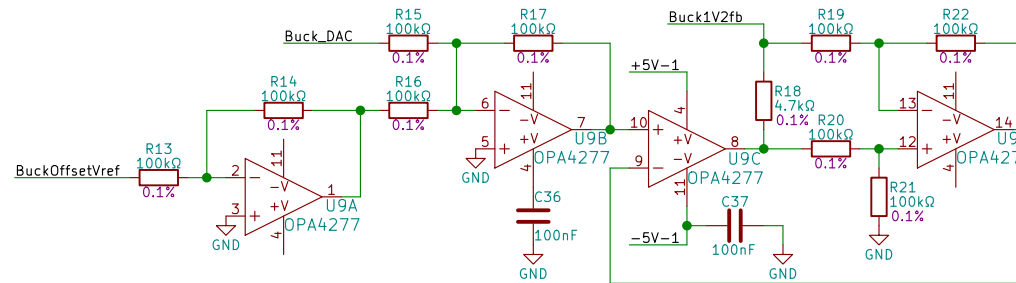 Buck_DAC
R15
100kΩ
0.1%
R17
100kΩ
0.1%
Buck1V2fb
R19
100kΩ
0.1%
R22
100kΩ
0.1%
R14
100kΩ
0.1%
R16
100kΩ
0.1%
11
-V
+V
6
5
7
4
U9B
OPA4277
GND
+5V-1
4
+V
-V
10
9
8
11
U9C
OPA4277
R18
4.7kΩ
0.1%
R20
100kΩ
0.1%
11
-V
+V
13
12
14
4
U9
OPA4277
R13
100kΩ
0.1%
BuckOffsetVref
11
-V
+V
2
3
1
4
U9A
OPA4277
GND
C36
100nF
GND
-5V-1
C37
100nF
GND
R21
100kΩ
0.1%
GND